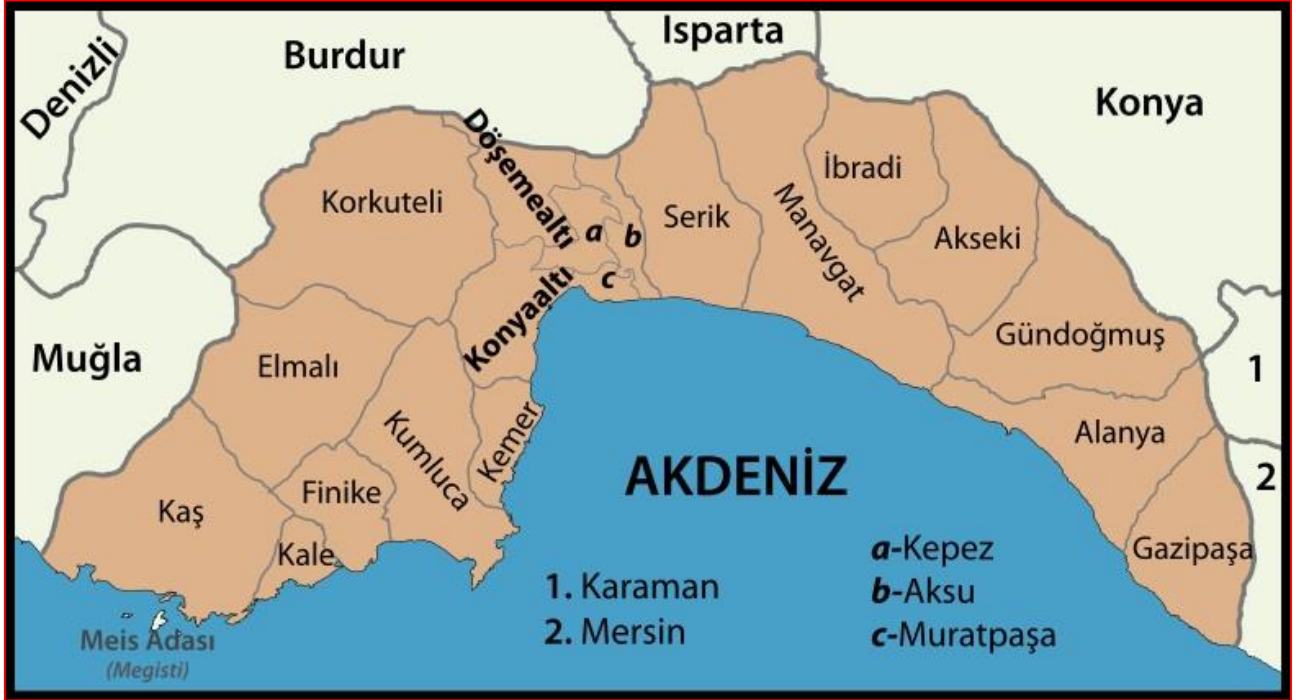 Isparta
Burdur
Denizli
Konya
Döşemealtı
İbradi
Korkuteli
Manavgat
Serik
a
b
Akseki
c
Konyaaltı
Gündoğmuş
Muğla
Elmalı
1
Kumluca
Kemer
Alanya
AKDENİZ
2
Finike
Kaş
Kale
Gazipaşa
a-Kepez
1. Karaman
b-Aksu
2. Mersin
c-Muratpaşa
Meis Adası
(Megisti)